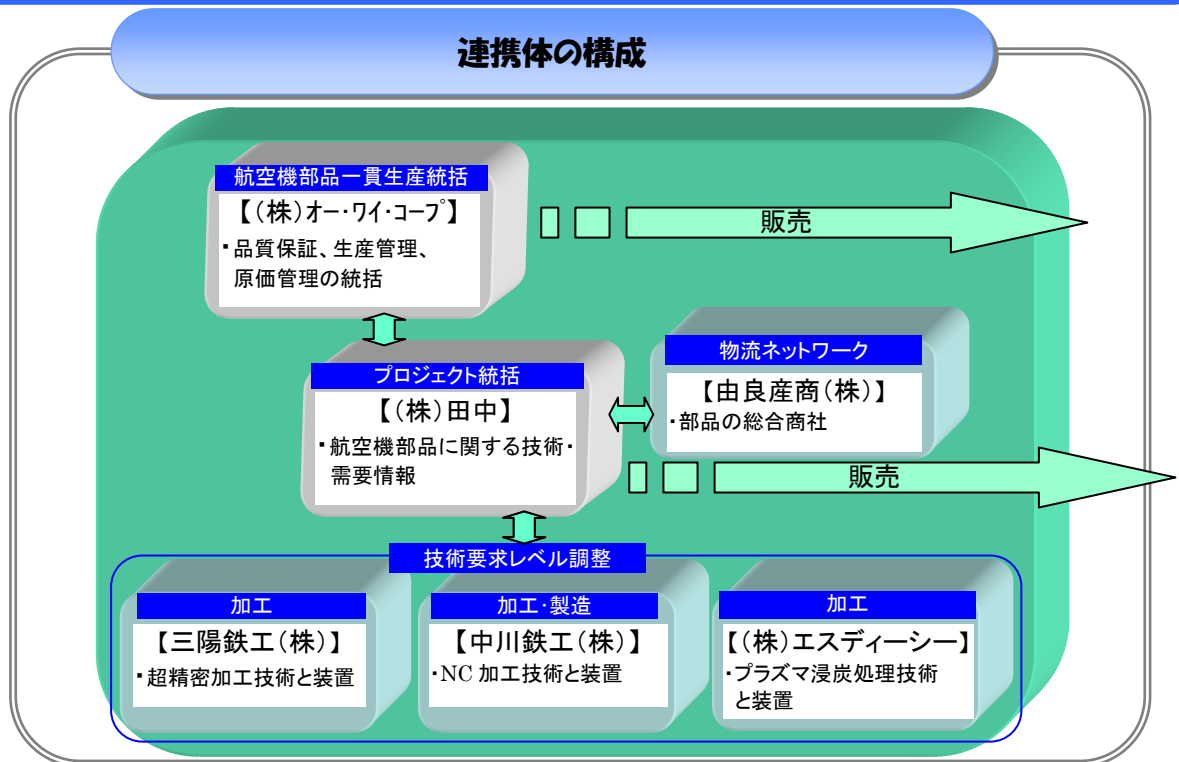 連携体の構成
航空機部品一貫生産統括
【(株)オー・ワイ・コープ】
・品質保証、生産管理、
原価管理の統括
販売
物流ネットワーク
【由良産商(株)】
・部品の総合商社
プロジェクト統括
【(株)田中】
・航空機部品に関する技術・
需要情報
販売
技術要求レベル調整
加工
【三陽鉄工(株)】
・超精密加工技術と装置
加工・製造
【中川鉄工(株)】
・NC 加工技術と装置
加工
【(株)エスディーシー】
・プラズマ浸炭処理技術
と装置